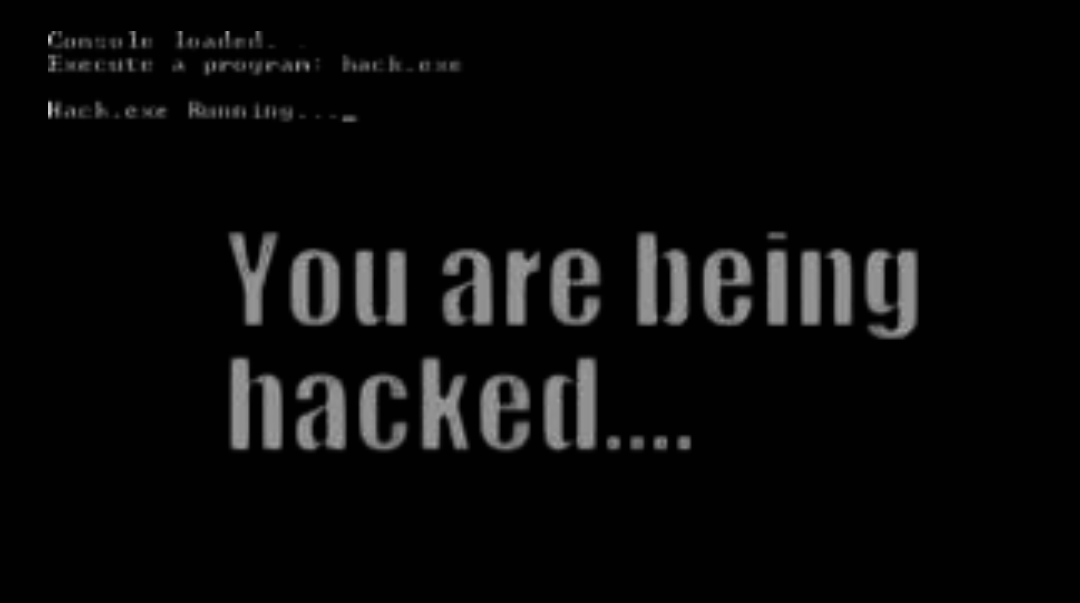 Console loaded.
Execute a program: hack.exe
Hack.exe Running..._
You are being
hacked....